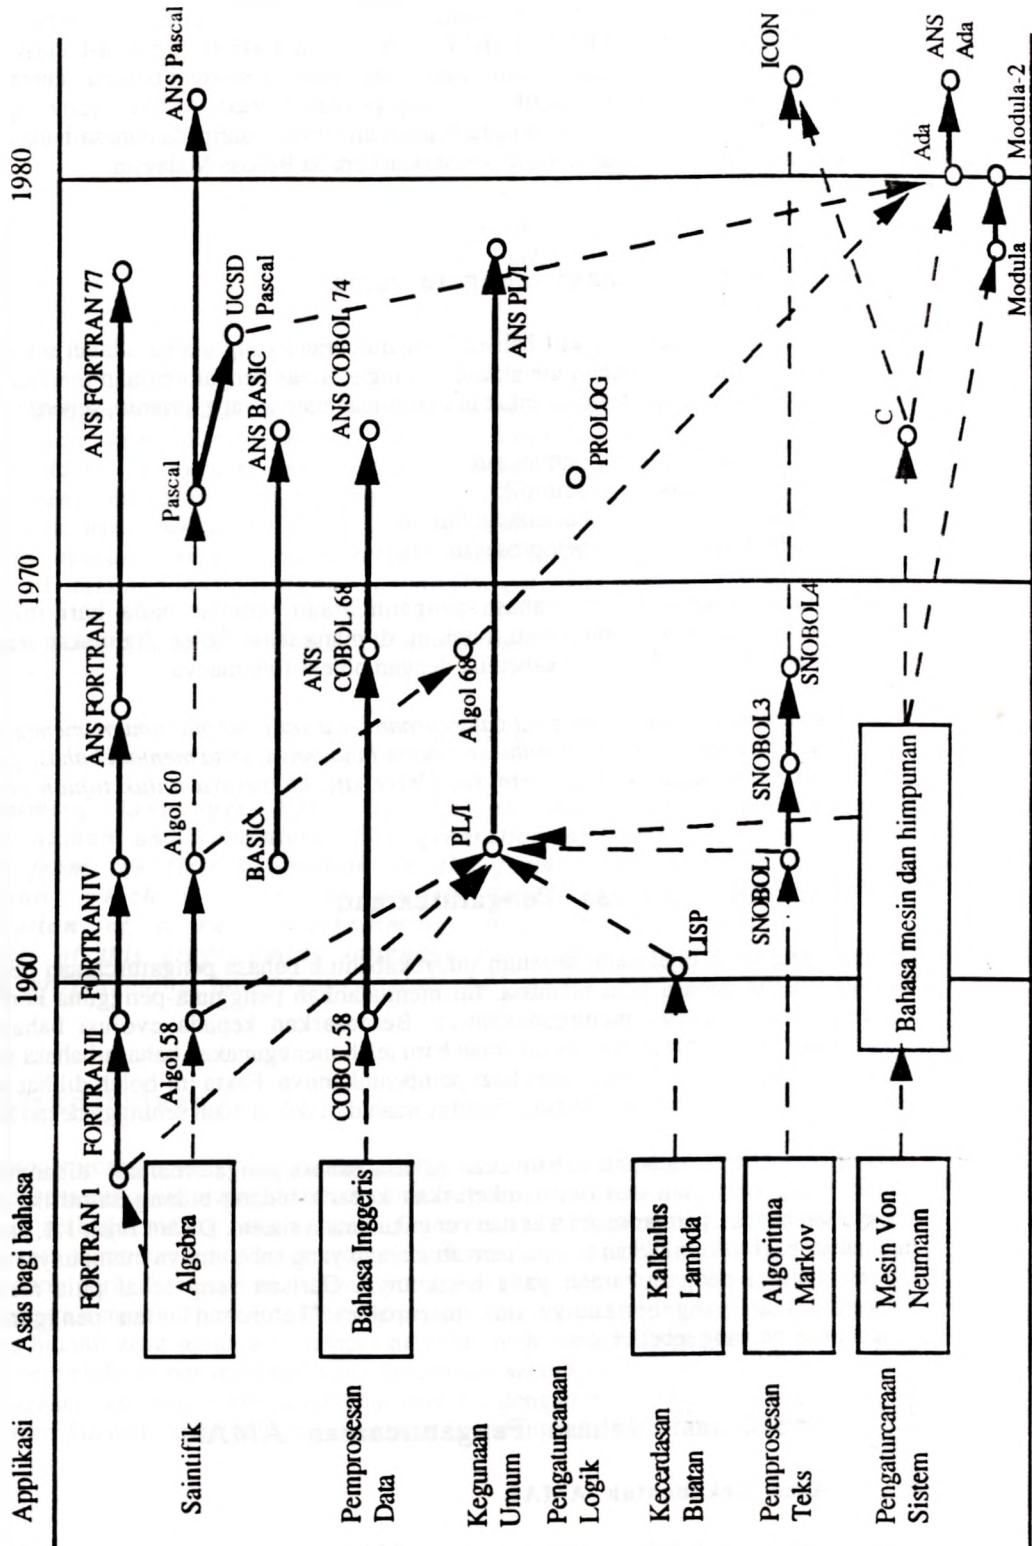 Applikasi
Asas bagi bahasa
1960
1970
1980
FORTRAN 1
FORTRAN II
FORTRAN IV
ANS FORTRAN
ANS FORTRAN 77
Saintifik
Algebra
Algol 58
Algol 60
Pascal
ANS Pascal
UCSD
Pascal
BASIC
ANS BASIC
Pemprosesan
Data
Bahasa Inggeris
COBOL 58
ANS
COBOL 68
ANS COBOL 74
Kegunaan
Umum
PL/I
Algol 68
ANS PL/I
Pengaturcaraan
Logik
PROLOG
Kecerdasan
Buatan
Kalkulus
Lambda
LISP
Pemprosesan
Teks
Algoritma
Markov
SNOBOL
SNOBOL3
SNOBOL4
ICON
Pengaturcaraan
Sistem
Mesin Von
Neumann
Bahasa mesin dan himpunan
C
Ada
ANS
Ada
Modula
Modula-2